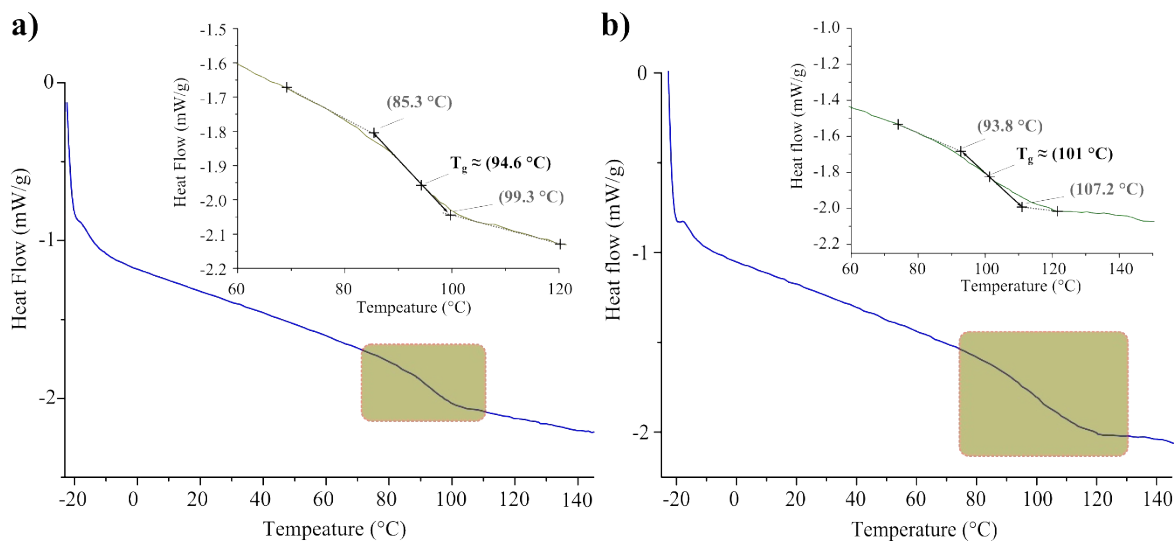 a)
Heat Flow (mW/g)
0
-1
-2
-20 0 20 40 60 80 100 120 140
Tempeature (°C)
-1.5
-1.6
-1.7
-1.8
-1.9
-2.0
-2.1
-2.2
Heat Flow (mW/g)
60 80 100 120
Tempeature (°C)
(85.3 °C)
Tg ≈ (94.6 °C)
(99.3 °C)
b)
Heat flow (mW/g)
0
-1
-2
-20 0 20 40 60 80 100 120 140
Temperature (°C)
-1.0
-1.2
-1.4
-1.6
-1.8
-2.0
-2.2
Heat flow (mW/g)
60 80 100 120 140
Temperature (°C)
(93.8 °C)
Tg ≈ (101 °C)
(107.2 °C)